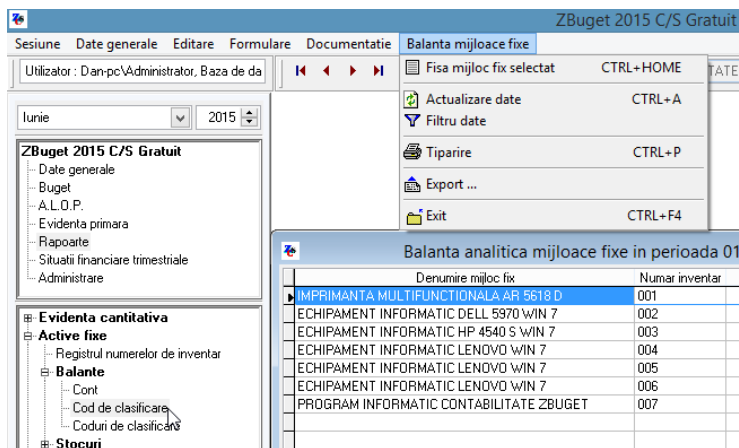 ZBuget 2015 C/S Gratuit
Sesiune Date generale Editare Formulare Documentatie Balanta mijloace fixe
Utilizator : Dan-pc\Administrator, Baza de da
Fisa mijloc fix selectat CTRL+HOME
Actualizare date CTRL+A
Filtru date
Tiparire CTRL+P
Export ...
Exit CTRL+F4
Iunie 2015
ZBuget 2015 C/S Gratuit
Date generale
Buget
A.L.O.P.
Evidenta primara
Rapoarte
Situatii financiare trimestriale
Administrare
Evidenta cantitativa
Active fixe
Registrul numerelor de inventar
Balante
Cont
Cod de clasificare
Coduri de clasificare
Stocuri
Balanta analitica mijloace fixe in perioada 01
Denumire mijloc fix Numar inventar
IMPRIMANTA MULTIFUNCTIONALA AR 5618 D 001
ECHIPAMENT INFORMATIC DELL 5970 WIN 7 002
ECHIPAMENT INFORMATIC HP 4540 S WIN 7 003
ECHIPAMENT INFORMATIC LENOVO WIN 7 004
ECHIPAMENT INFORMATIC LENOVO WIN 7 005
ECHIPAMENT INFORMATIC LENOVO WIN 7 006
PROGRAM INFORMATIC CONTABILITATE ZBUGET 007